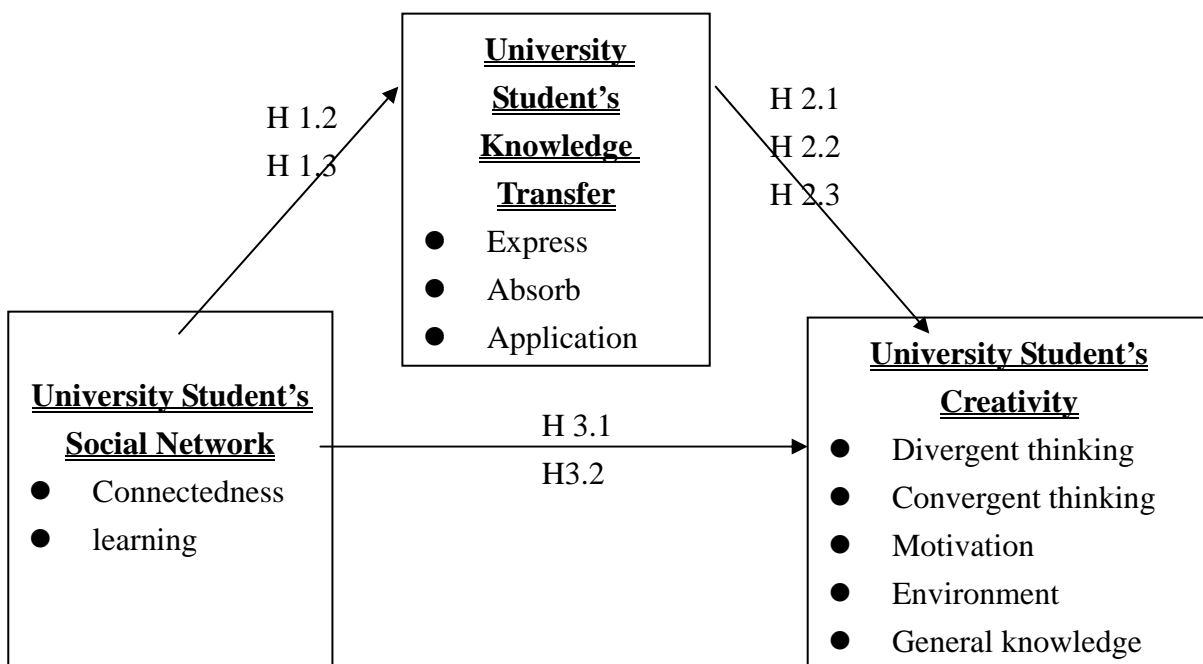 University
Student’s
Knowledge
Transfer
● Express
● Absorb
● Application
H 1.2
H 1.3
H 2.1
H 2.2
H 2.3
University Student’s
Social Network
● Connectedness
● learning
H 3.1
H3.2
University Student’s
Creativity
● Divergent thinking
● Convergent thinking
● Motivation
● Environment
● General knowledge